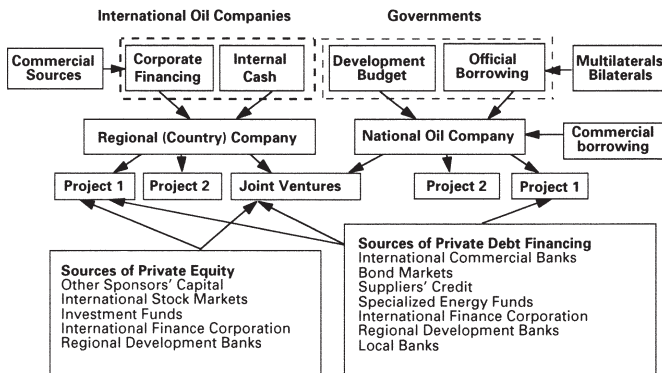 International Oil Companies
Governments
Commercial
Sources
Corporate
Financing
Internal
Cash
Development
Budget
Official
Borrowing
Multilaterals
Bilaterals
Regional (Country) Company
National Oil Company
Commercial
borrowing
Project 1
Project 2
Joint Ventures
Project 2
Project 1
Sources of Private Equity
Other Sponsors' Capital
International Stock Markets
Investment Funds
International Finance Corporation
Regional Development Banks
Sources of Private Debt Financing
International Commercial Banks
Bond Markets
Suppliers' Credit
Specialized Energy Funds
International Finance Corporation
Regional Development Banks
Local Banks